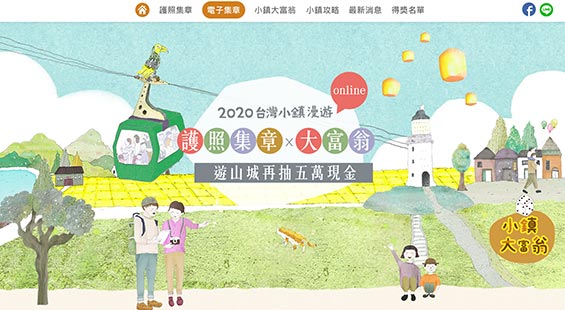 護照集章 電子集章 小鎮大富翁 小鎮攻略 最新消息 得獎名單
online
2020台灣小鎮漫遊
護照集章×大富翁
遊山城再抽五萬現金
小鎮
大富翁